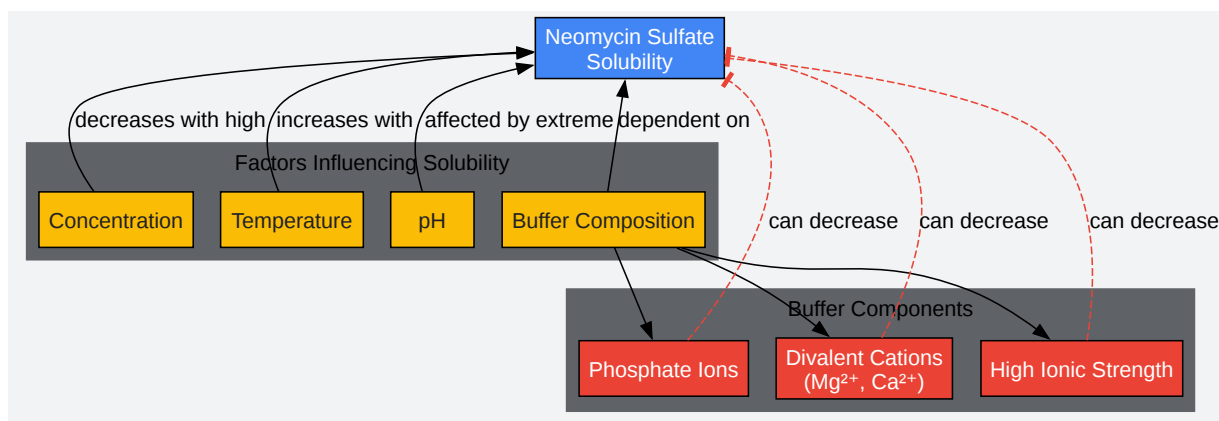 Neomycin Sulfate
Solubility
decreases with high
increases with
affected by extreme
dependent on
Factors Influencing Solubility
Concentration
Temperature
pH
Buffer Composition
can decrease
can decrease
can decrease
Buffer Components
Phosphate Ions
Divalent Cations
(Mg²⁺, Ca²⁺)
High Ionic Strength